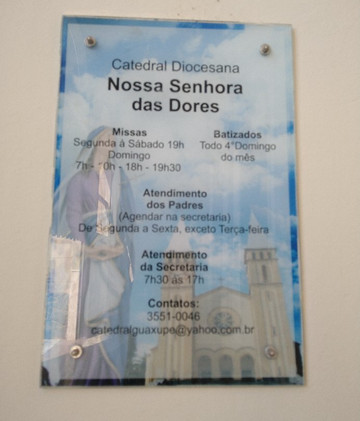 Catedral Diocesana
Nossa Senhora
das Dores
Missas
Segunda à Sábado 19h
Domingo
7h - 10h - 18h - 19h30
Batizados
Todo 4°Domingo
do mês
Atendimento
dos Padres
(Agendar na secretaria)
De Segunda a Sexta, exceto Terça-feira
Atendimento
da Secretaria
7h30 às 17h
Contatos:
3551-0046
catedralguaxupe@yahoo.com.br